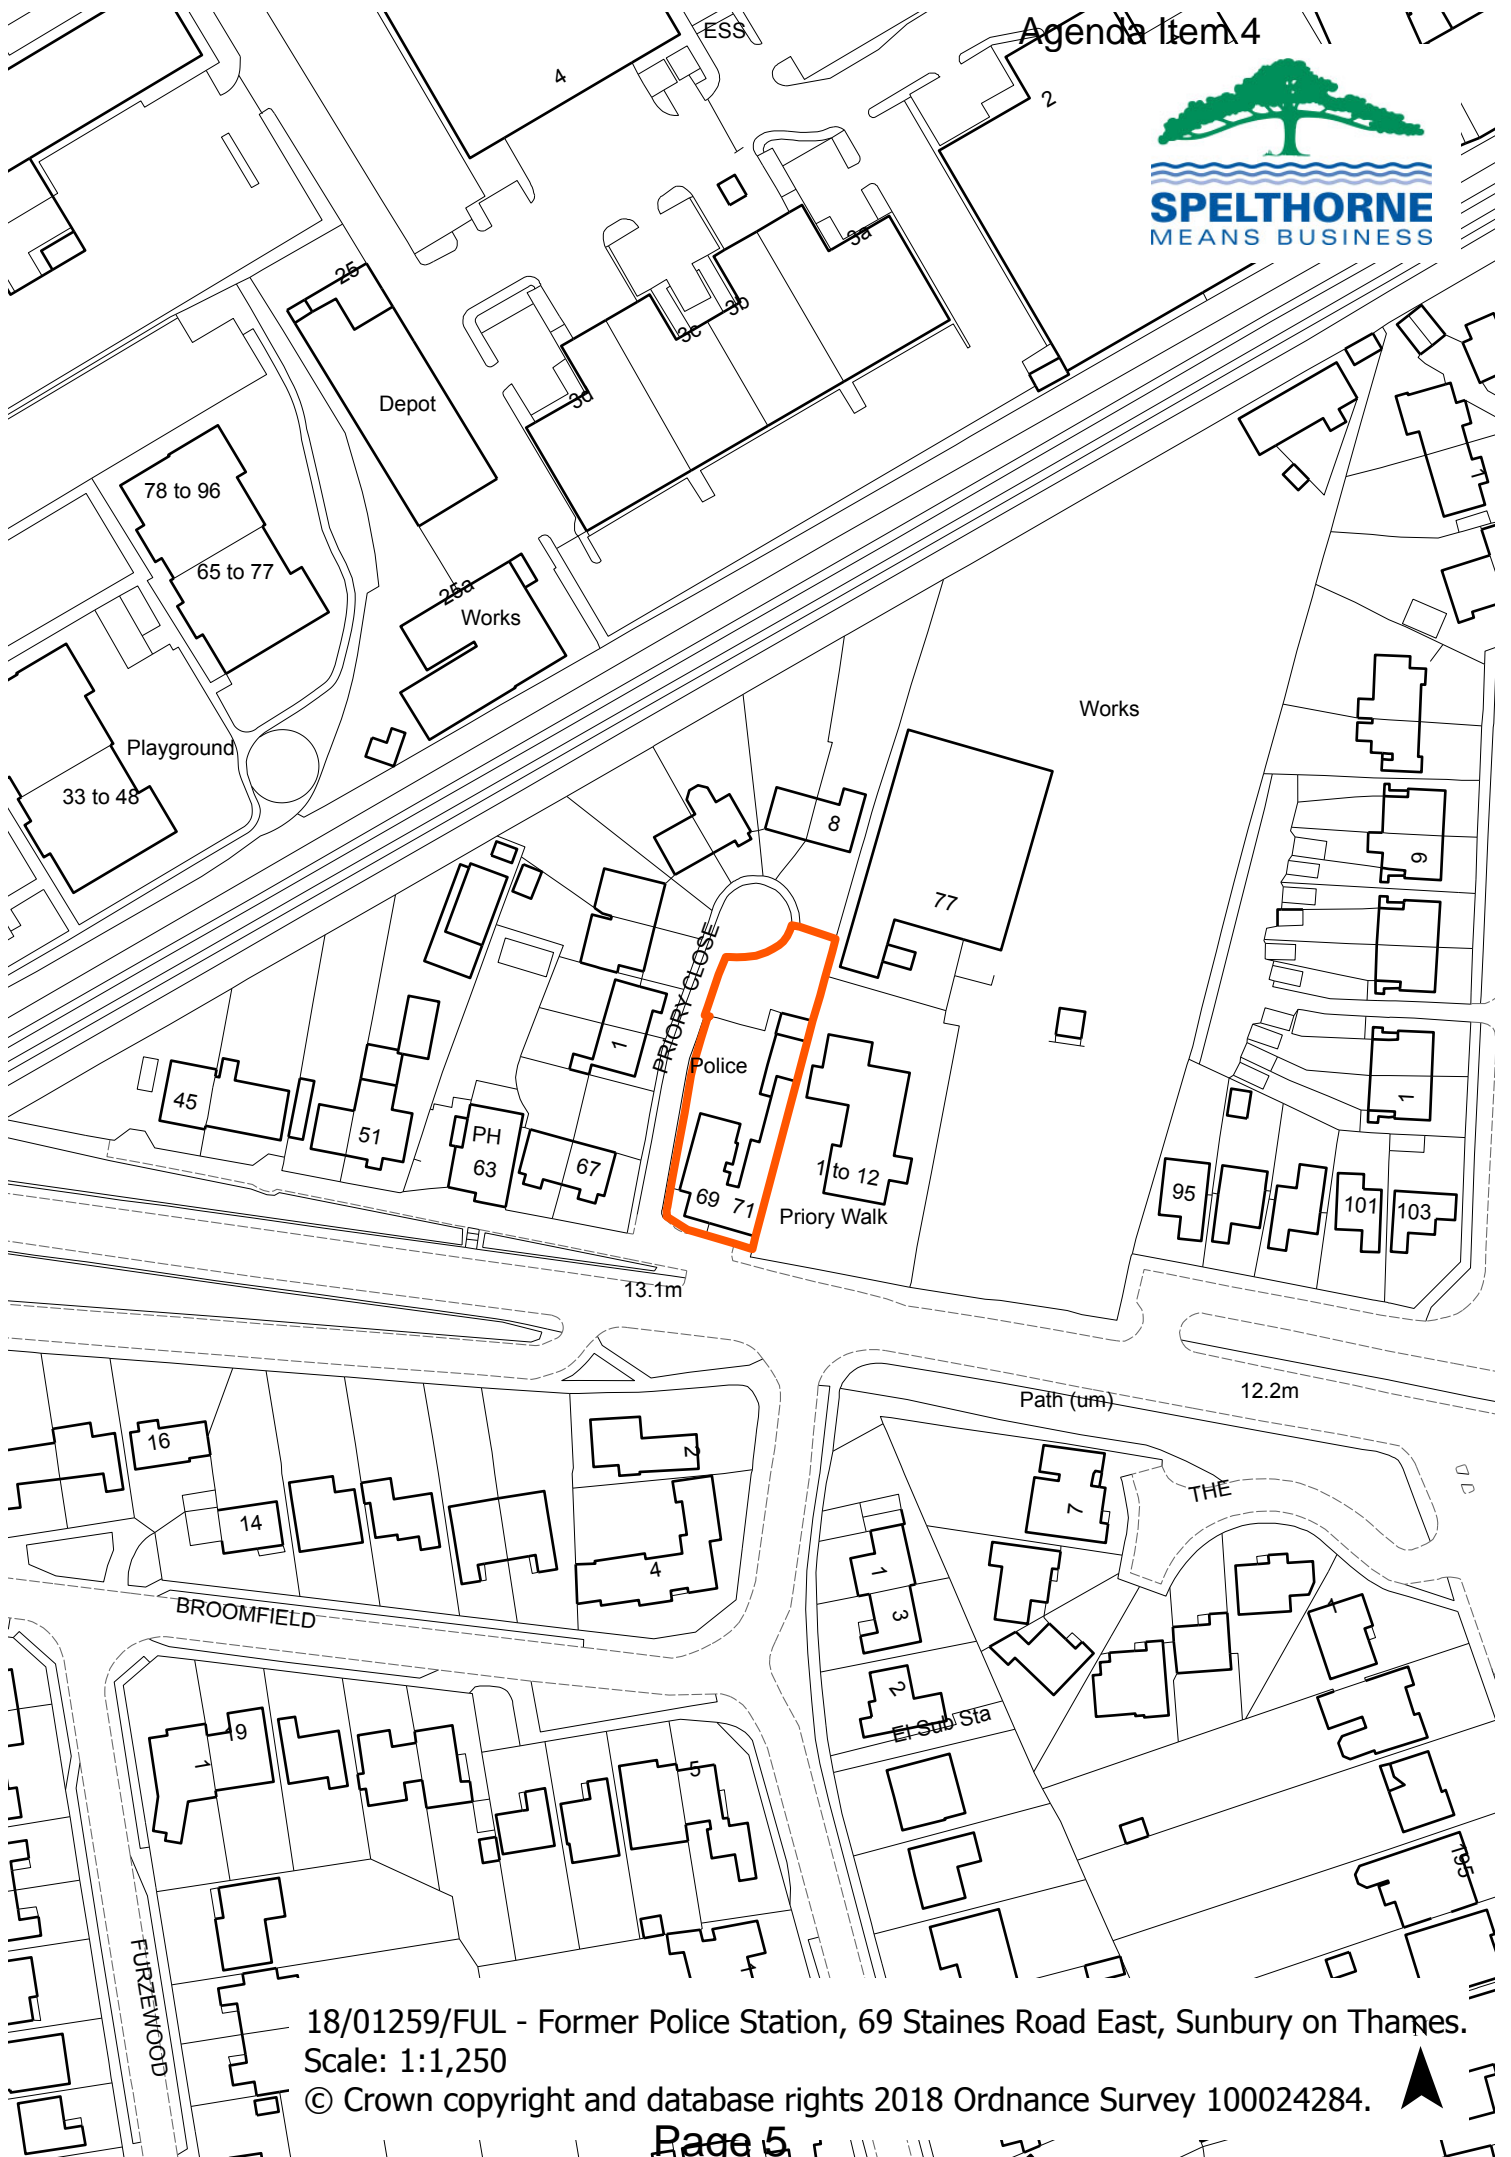 Agenda Item 4
ESS
4
2
SPELTHORNE
MEANS BUSINESS
3a
25
3b
3c
3d
Depot
78 to 96
65 to 77
25a
Works
1
Works
Playground
33 to 48
8
9
77
PRIORY CLOSE
1
Police
1
45
51
PH
63
67
69
71
1 to 12
Priory Walk
95
101
103
13.1m
12.2m
Path (um)
16
2
14
7
THE
4
1
3
BROOMFIELD
1
2
El Sub Sta
19
1
5
195
1
FURZEWOOD
18/01259/FUL - Former Police Station, 69 Staines Road East, Sunbury on Thames.
N
Scale: 1:1,250
© Crown copyright and database rights 2018 Ordnance Survey 100024284.
Page 5